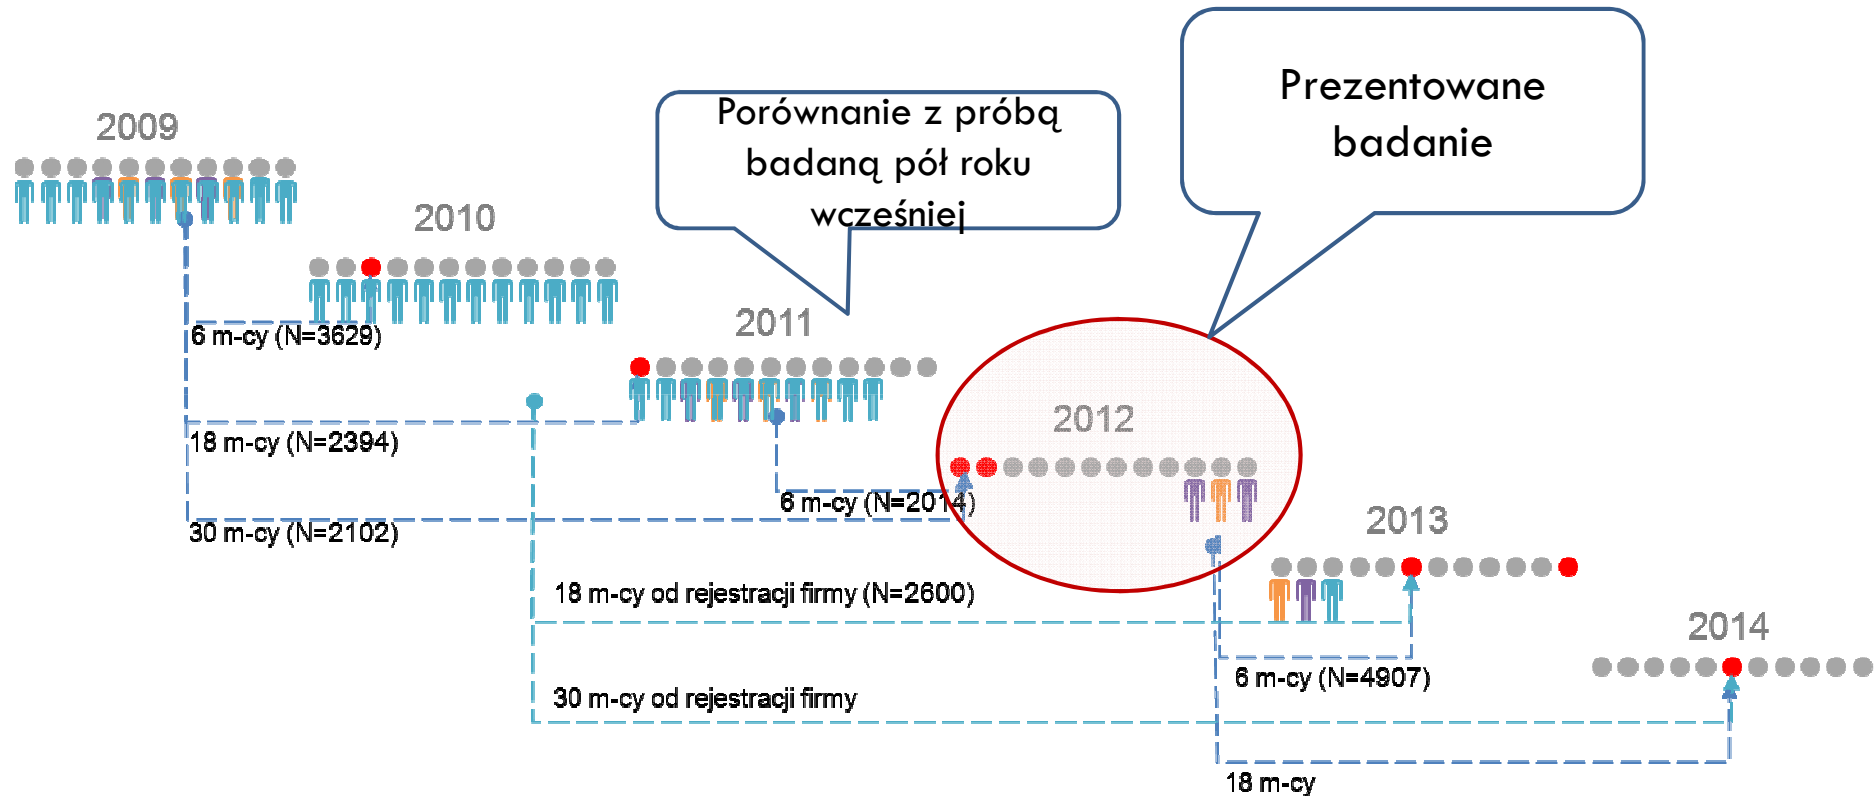 2009
2010
Porównanie z próbą
badaną pół roku
wcześniej
Prezentowane
badanie
6 m-cy (N=3629)
2011
18 m-cy (N=2394)
2012
6 m-cy (N=2014)
30 m-cy (N=2102)
2013
18 m-cy od rejestracji firmy (N=2600)
2014
6 m-cy (N=4907)
30 m-cy od rejestracji firmy
18 m-cy